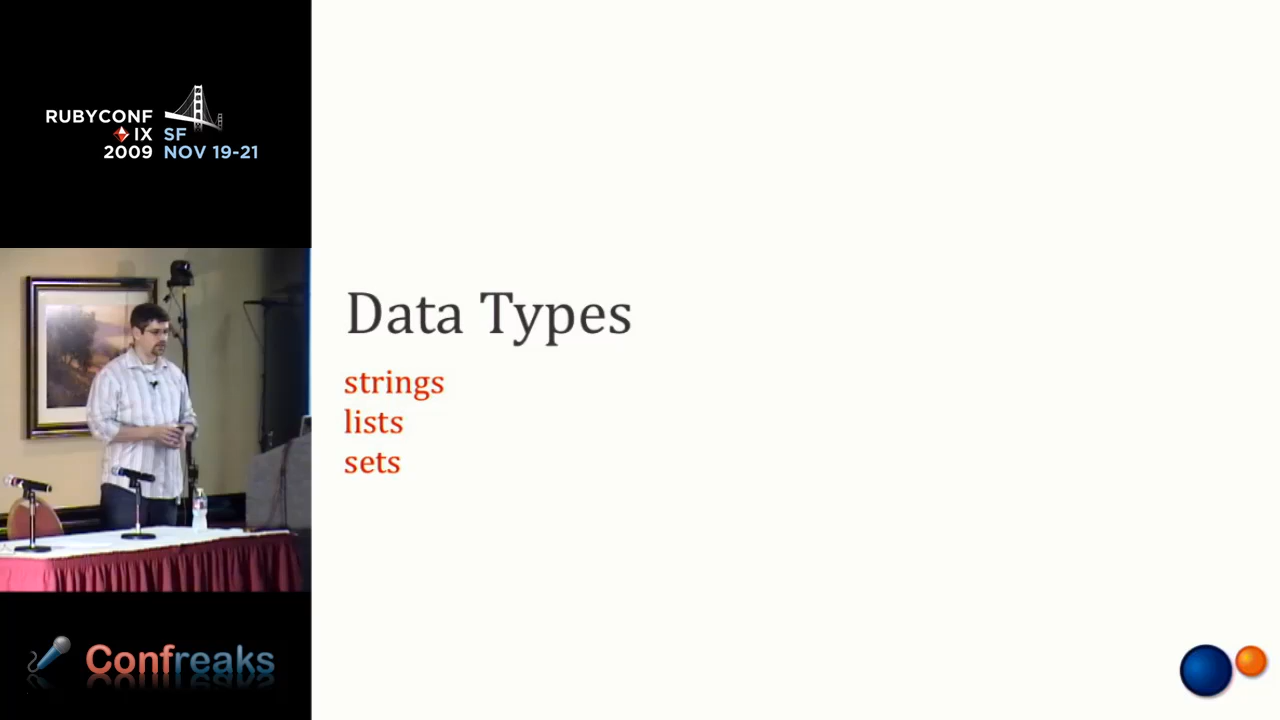 RUBYCONF
IX SF
2009 NOV 19-21
Data Types
strings
lists
sets
Confreaks